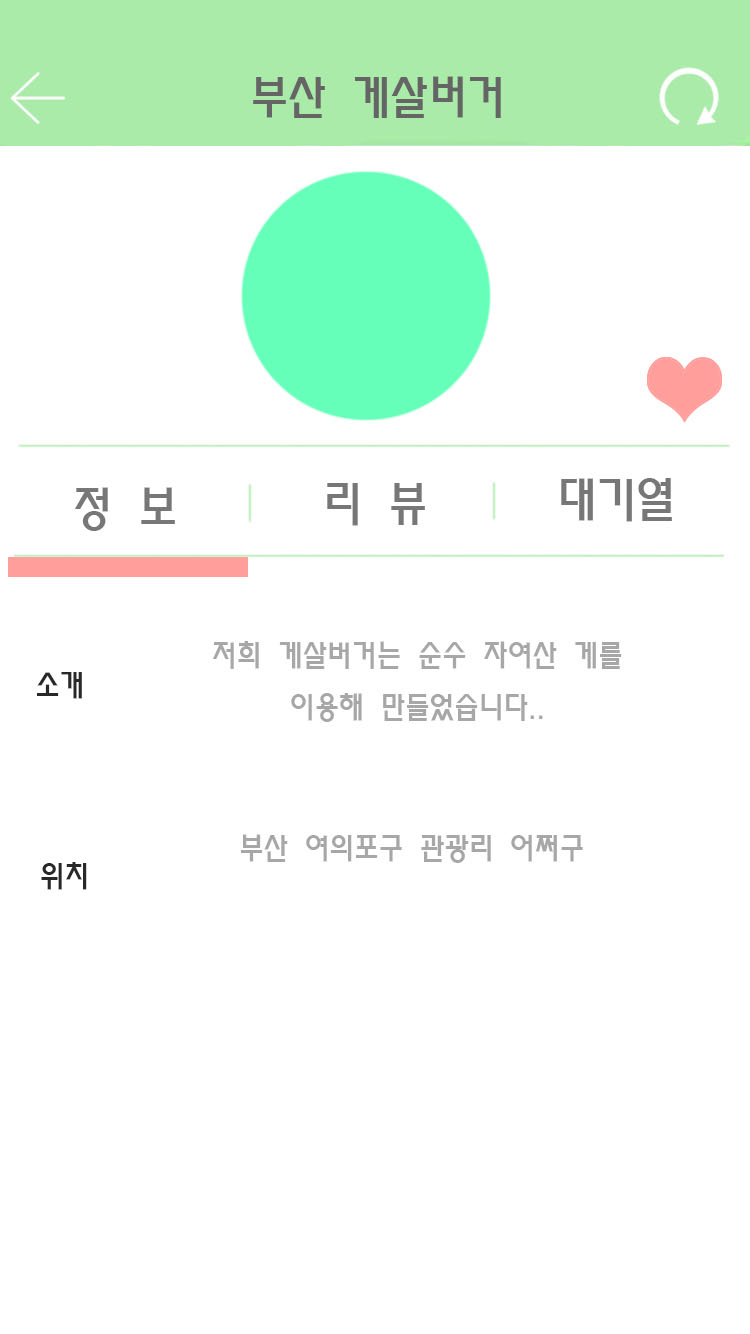 부산 게살버거
정 보
리 뷰
대기열
소개
저희 게살버거는 순수 자여산 게를
이용해 만들었습니다..
위치
부산 여의포구 관광리 어쩌구